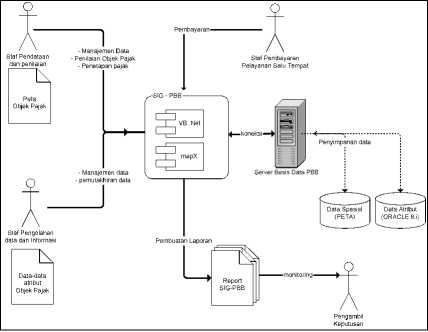 Staf Pendataan
dan penilaian
Peta
Objek Pajak
- Manajemen Data
- Penilaian Objek Pajak
- Penetapan pajak
Pembayaran
Staf Pembayaran
Pelayanan Satu Tempat
SIG - PBB
VB .Net
mapX
koneksi
Server Basis Data PBB
Penyimpanan data
Data Spasial
(PETA)
Data Atribut
(ORACLE 8.i)
- Manajemen data
- pemutakhiran data
Staf Pengolahan
data dan Informasi
Data-data
atribut
Objek Pajak
Pembuatan Laporan
Report
SIG-PBB
monitoring
Pengambil
Keputusan